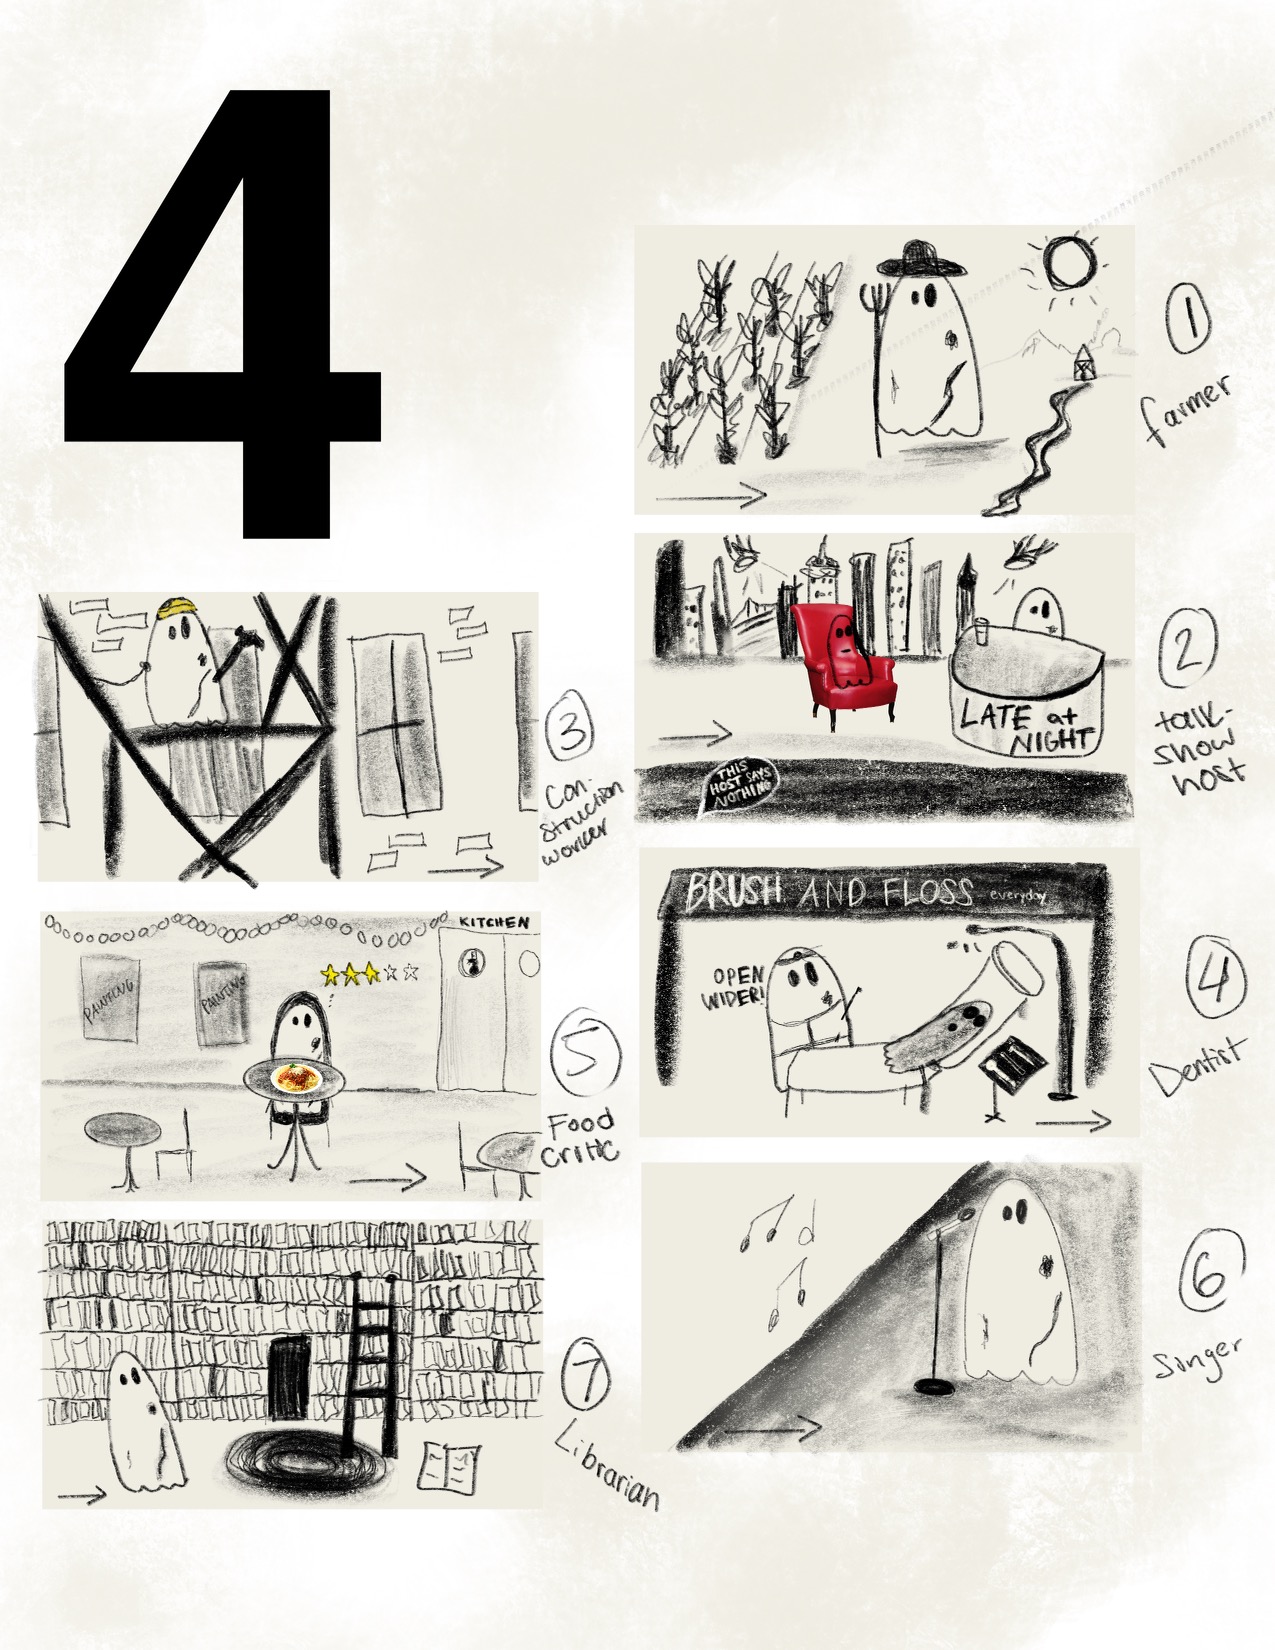 4
1
farmer
LATE at
NIGHT
THIS
HOST SAYS
NOTHING
2
talk-
show
host
3
Con-
struction
worker
BRUSH AND FLOSS everyday
OPEN
WIDER!
4
Dentist
KITCHEN
PAINTING
PAINTING
5
Food
Critic
6
Singer
7
Librarian